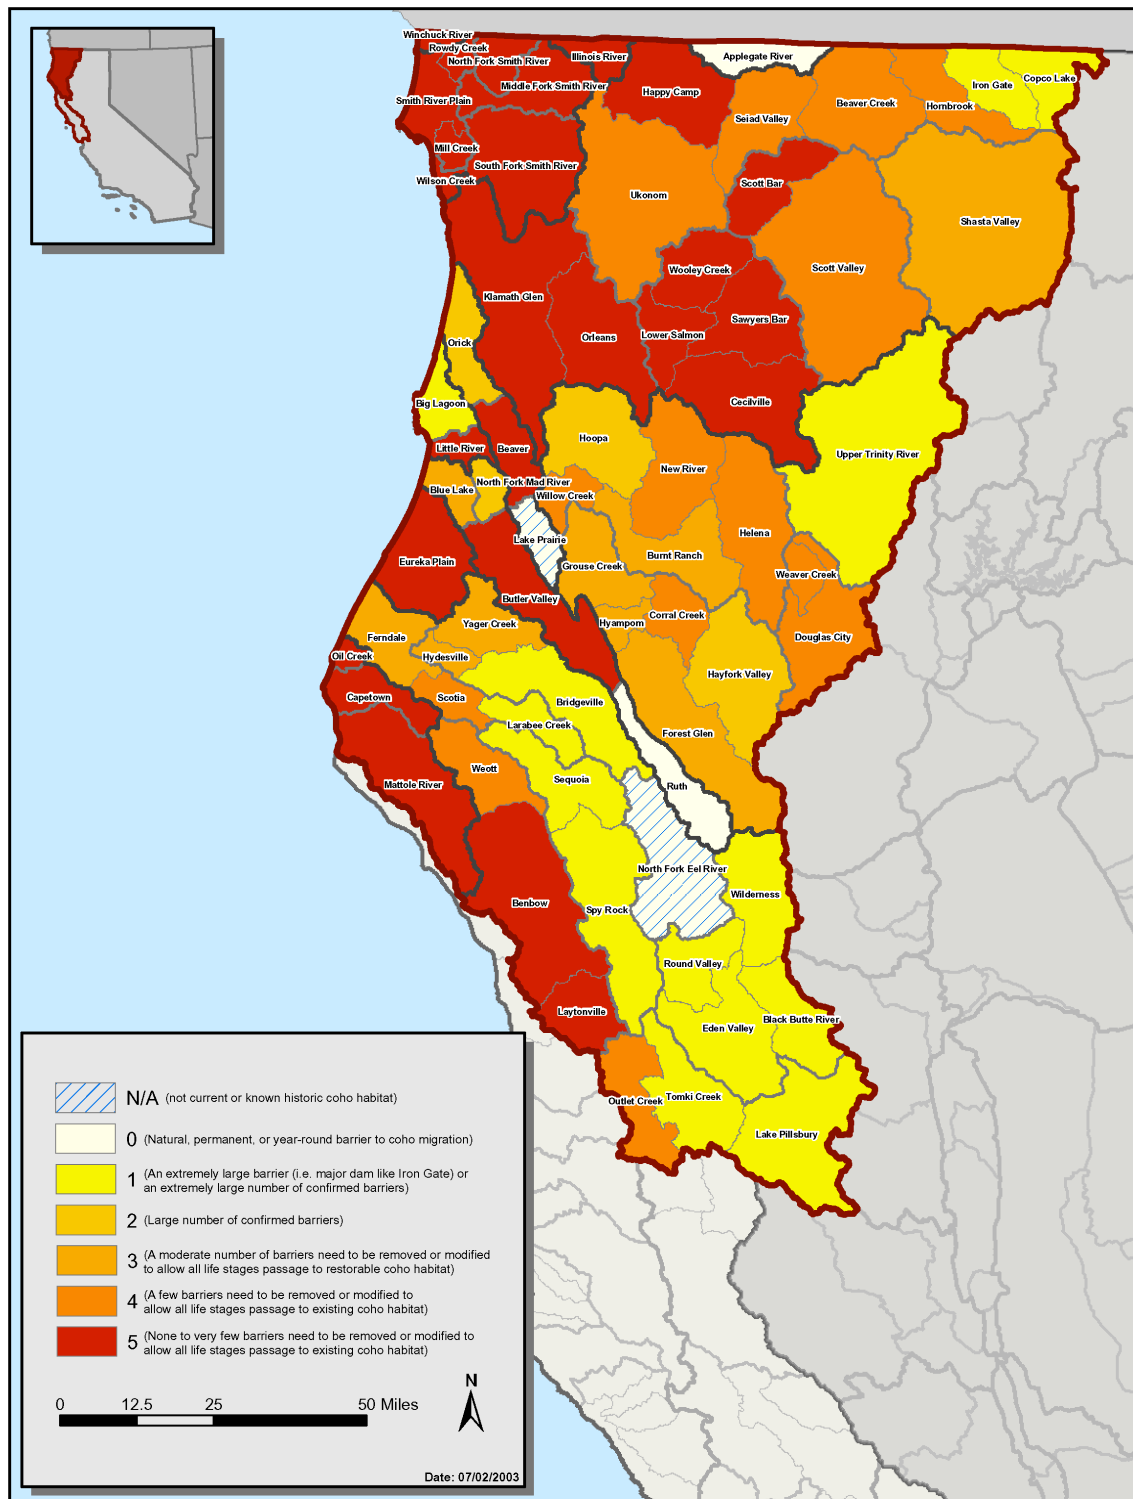 Winchuck River
Rowdy Creek
North Fork Smith River
Illinois River
Applegate River
Middle Fork Smith River
Happy Camp
Smith River Plain
Iron Gate
Copco Lake
Beaver Creek
Hornbrook
Seiad Valley
Mill Creek
South Fork Smith River
Wilson Creek
Scott Bar
Ukonom
Shasta Valley
Wooley Creek
Scott Valley
Klamath Glen
Sawyers Bar
Orleans
Lower Salmon
Orick
Big Lagoon
Cecilville
Little River
Beaver
Hoopa
Upper Trinity River
New River
Blue Lake
North Fork Mad River
Willow Creek
Helena
Lake Prairie
Burnt Ranch
Eureka Plain
Grouse Creek
Weaver Creek
Butler Valley
Corral Creek
Yager Creek
Hyampom
Ferndale
Douglas City
Oil Creek
Hydesville
Hayfork Valley
Capetown
Scotia
Bridgeville
Larabee Creek
Forest Glen
Weott
Sequoia
Mattole River
Ruth
North Fork Eel River
Wilderness
Benbow
Spy Rock
Round Valley
Laytonville
Eden Valley
Black Butte River
Outlet Creek
Tomki Creek
Lake Pillsbury
N/A (not current or known historic coho habitat)
0 (Natural, permanent, or year-round barrier to coho migration)
1 (An extremely large barrier (i.e. major dam like Iron Gate) or
an extremely large number of confirmed barriers)
2 (Large number of confirmed barriers)
3 (A moderate number of barriers need to be removed or modified
to allow all life stages passage to restorable coho habitat)
4 (A few barriers need to be removed or modified to
allow all life stages passage to existing coho habitat)
5 (None to very few barriers need to be removed or modified to
allow all life stages passage to existing coho habitat)
N
0 12.5 25 50 Miles
Date: 07/02/2003